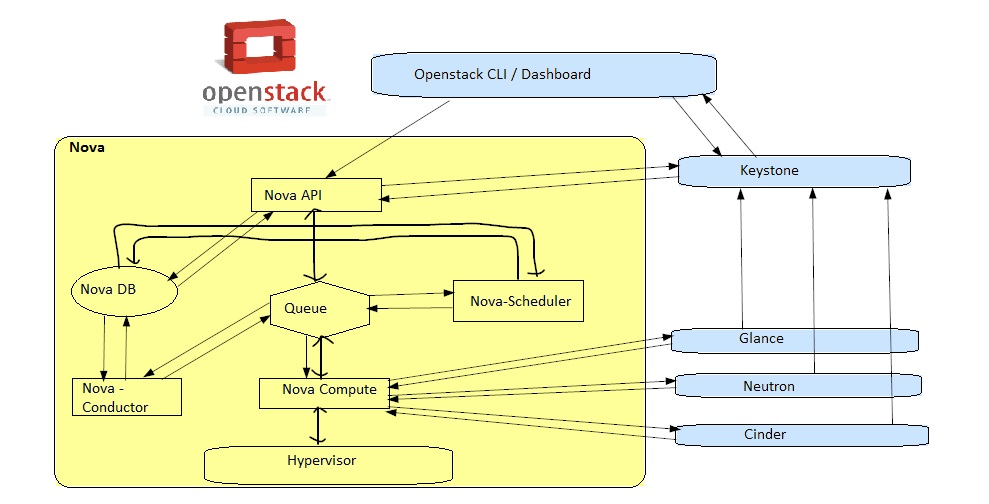 openstack
CLOUD SOFTWARE
Openstack CLI / Dashboard
Nova
Keystone
Nova API
Nova DB
Queue
Nova-Scheduler
Glance
Nova -
Conductor
Nova Compute
Neutron
Cinder
Hypervisor